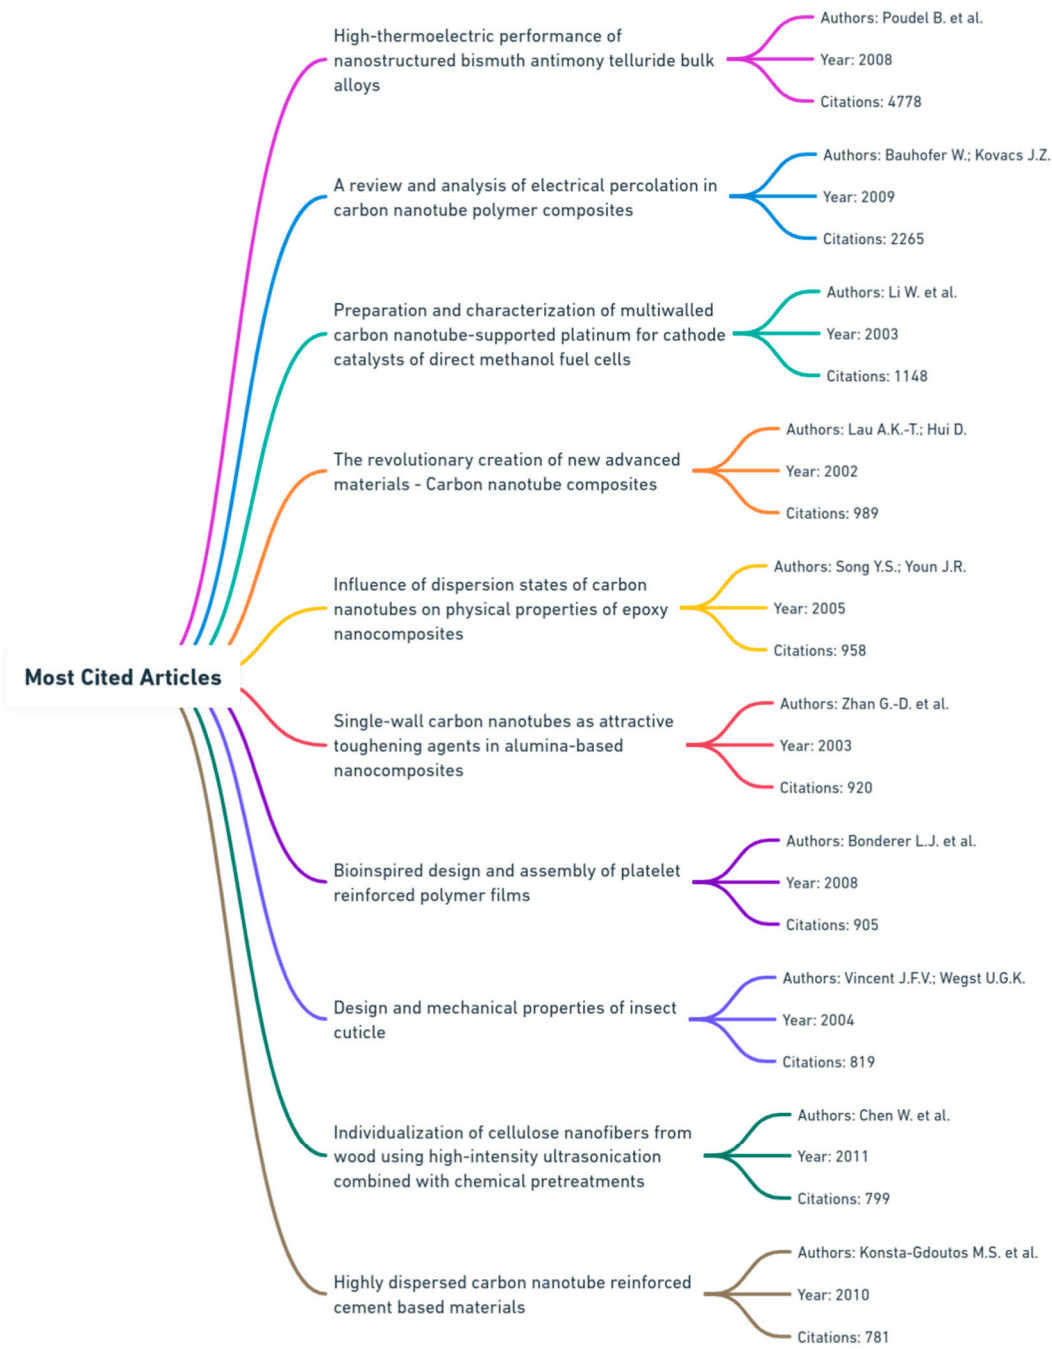 Most Cited Articles
High-thermoelectric performance of
nanostructured bismuth antimony telluride bulk
alloys
Authors: Poudel B. et al.
Year: 2008
Citations: 4778
A review and analysis of electrical percolation in
carbon nanotube polymer composites
Authors: Bauhofer W.; Kovacs J.Z.
Year: 2009
Citations: 2265
Preparation and characterization of multiwalled
carbon nanotube-supported platinum for cathode
catalysts of direct methanol fuel cells
Authors: Li W. et al.
Year: 2003
Citations: 1148
The revolutionary creation of new advanced
materials - Carbon nanotube composites
Authors: Lau A.K.-T.; Hui D.
Year: 2002
Citations: 989
Influence of dispersion states of carbon
nanotubes on physical properties of epoxy
nanocomposites
Authors: Song Y.S.; Youn J.R.
Year: 2005
Citations: 958
Single-wall carbon nanotubes as attractive
toughening agents in alumina-based
nanocomposites
Authors: Zhan G.-D. et al.
Year: 2003
Citations: 920
Bioinspired design and assembly of platelet
reinforced polymer films
Authors: Bonderer L.J. et al.
Year: 2008
Citations: 905
Design and mechanical properties of insect
cuticle
Authors: Vincent J.F.V.; Wegst U.G.K.
Year: 2004
Citations: 819
Individualization of cellulose nanofibers from
wood using high-intensity ultrasonication
combined with chemical pretreatments
Authors: Chen W. et al.
Year: 2011
Citations: 799
Highly dispersed carbon nanotube reinforced
cement based materials
Authors: Konsta-Gdoutos M.S. et al.
Year: 2010
Citations: 781